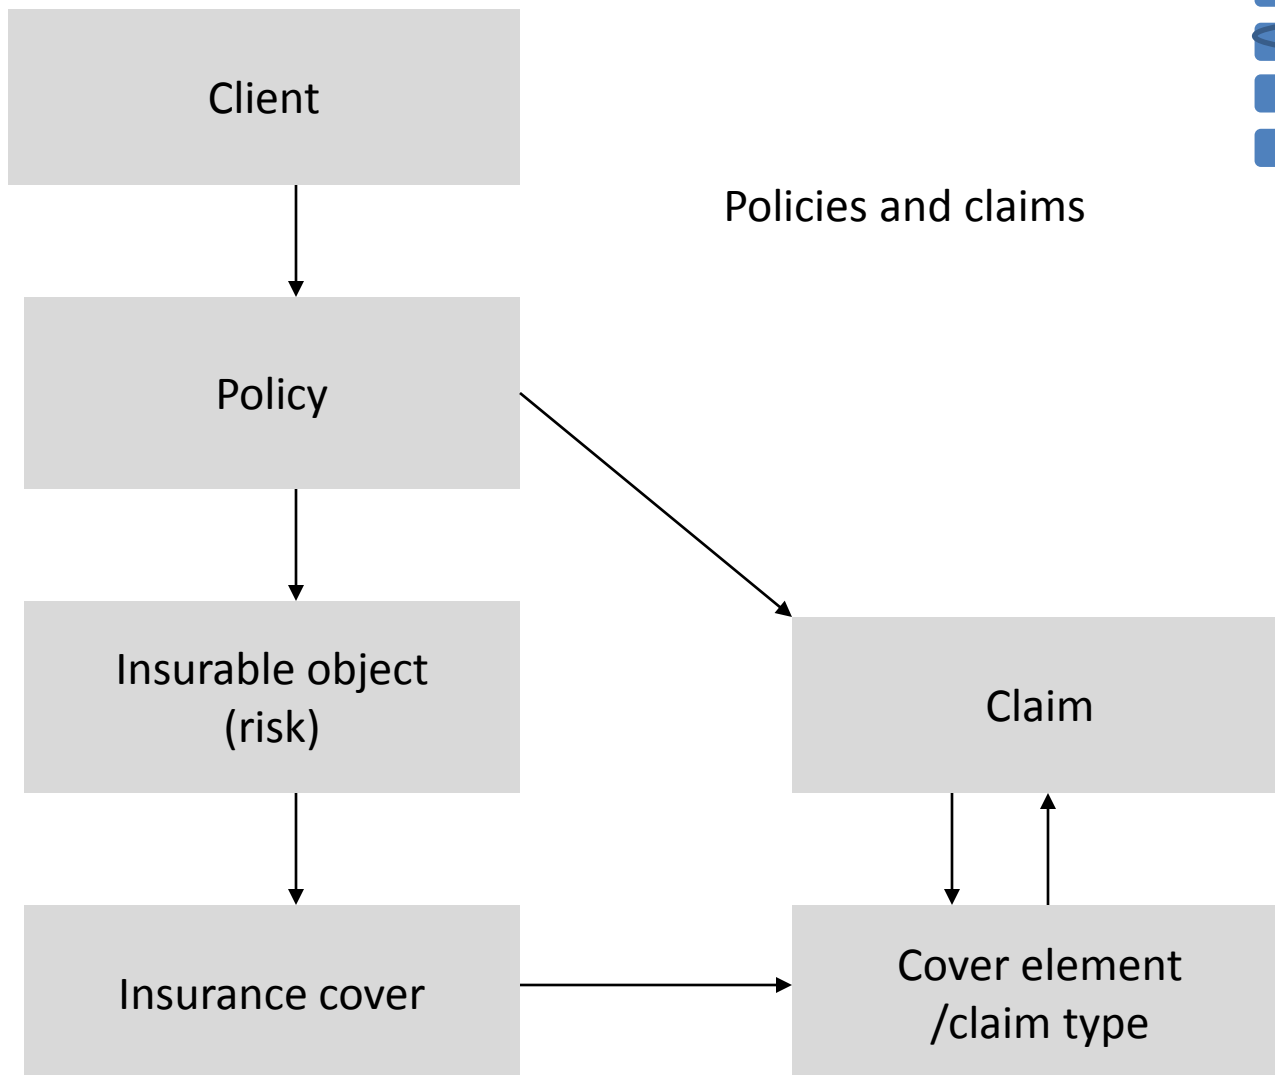 Client
Policies and claims
Policy
Insurable object
(risk)
Claim
Insurance cover
Cover element
/claim type